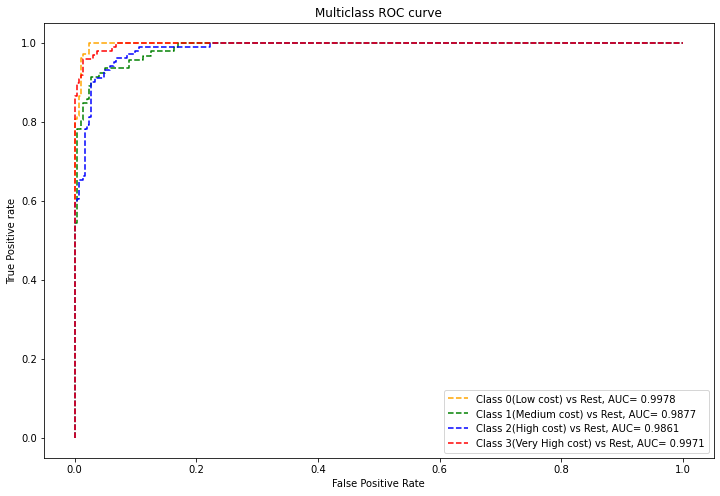 Multiclass ROC curve
True Positive rate
1.0
0.8
0.6
0.4
0.2
0.0
Class 0(Low cost) vs Rest, AUC= 0.9978
Class 1(Medium cost) vs Rest, AUC= 0.9877
Class 2(High cost) vs Rest, AUC= 0.9861
Class 3(Very High cost) vs Rest, AUC= 0.9971
0.0 0.2 0.4 0.6 0.8 1.0
False Positive Rate